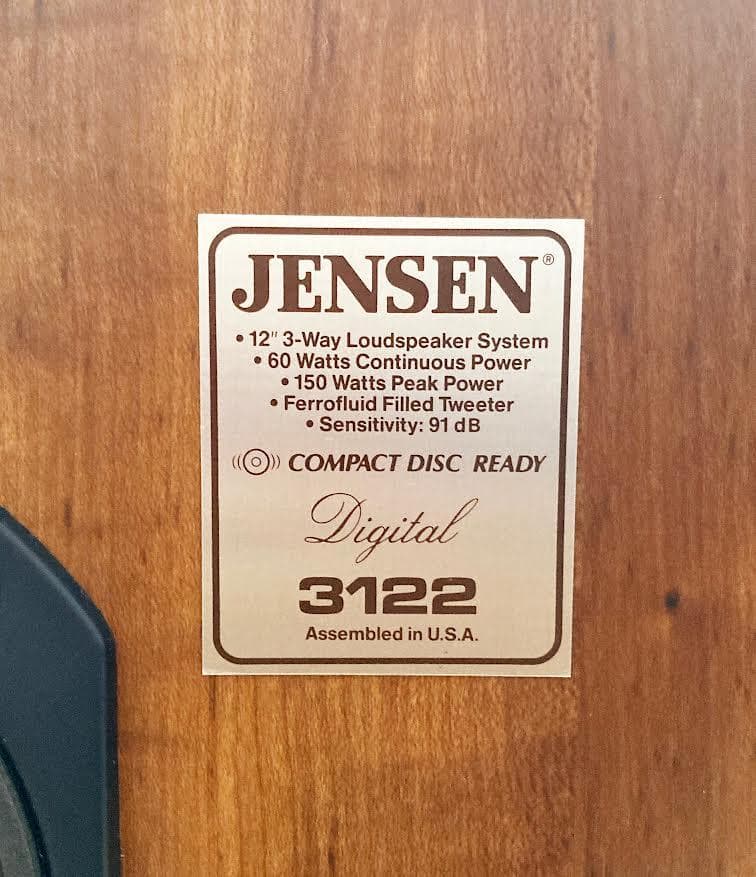 JENSEN®
• 12" 3-Way Loudspeaker System
• 60 Watts Continuous Power
• 150 Watts Peak Power
• Ferrofluid Filled Tweeter
• Sensitivity: 91 dB
COMPACT DISC READY
Digital
3122
Assembled in U.S.A.